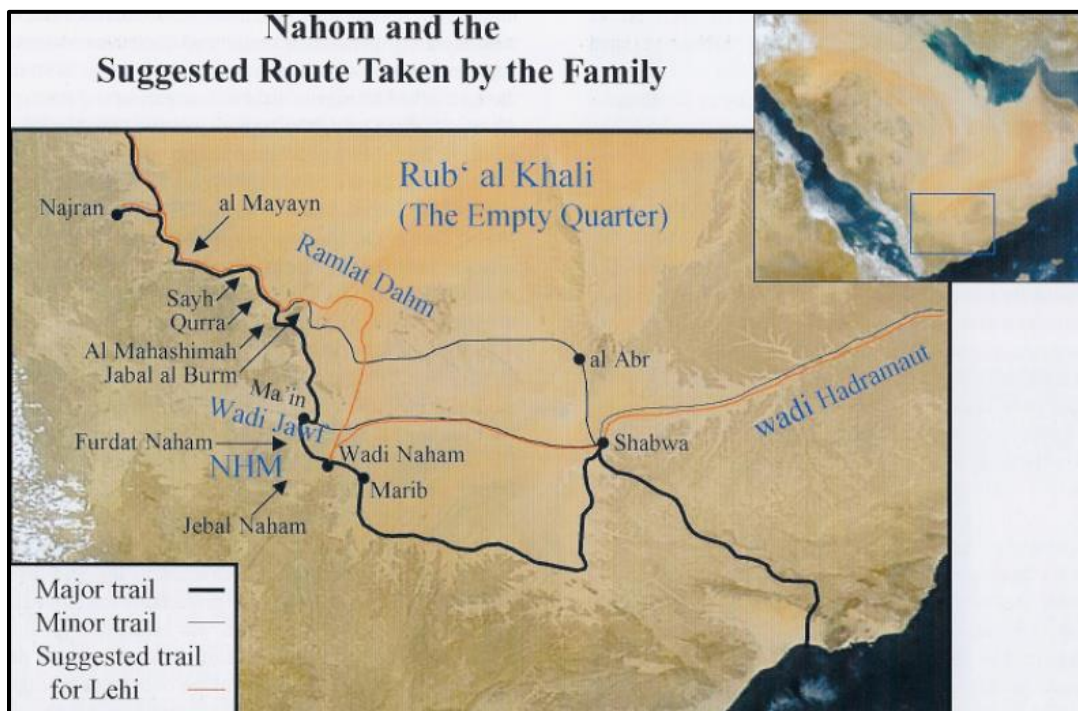 Nahom and the
Suggested Route Taken by the Family
Rub‘ al Khali
(The Empty Quarter)
al Mayayn
Najran
Ramlat Dahm
Sayh
Qurra
Al Mahashimah
Jabal al Burm
al Abr
Ma'in
wadi Hadramaut
Wadi Jawf
Furdat Naham
Shabwa
NHM
Wadi Naham
Marib
Jebal Naham
Major trail
Minor trail
Suggested trail
for Lehi